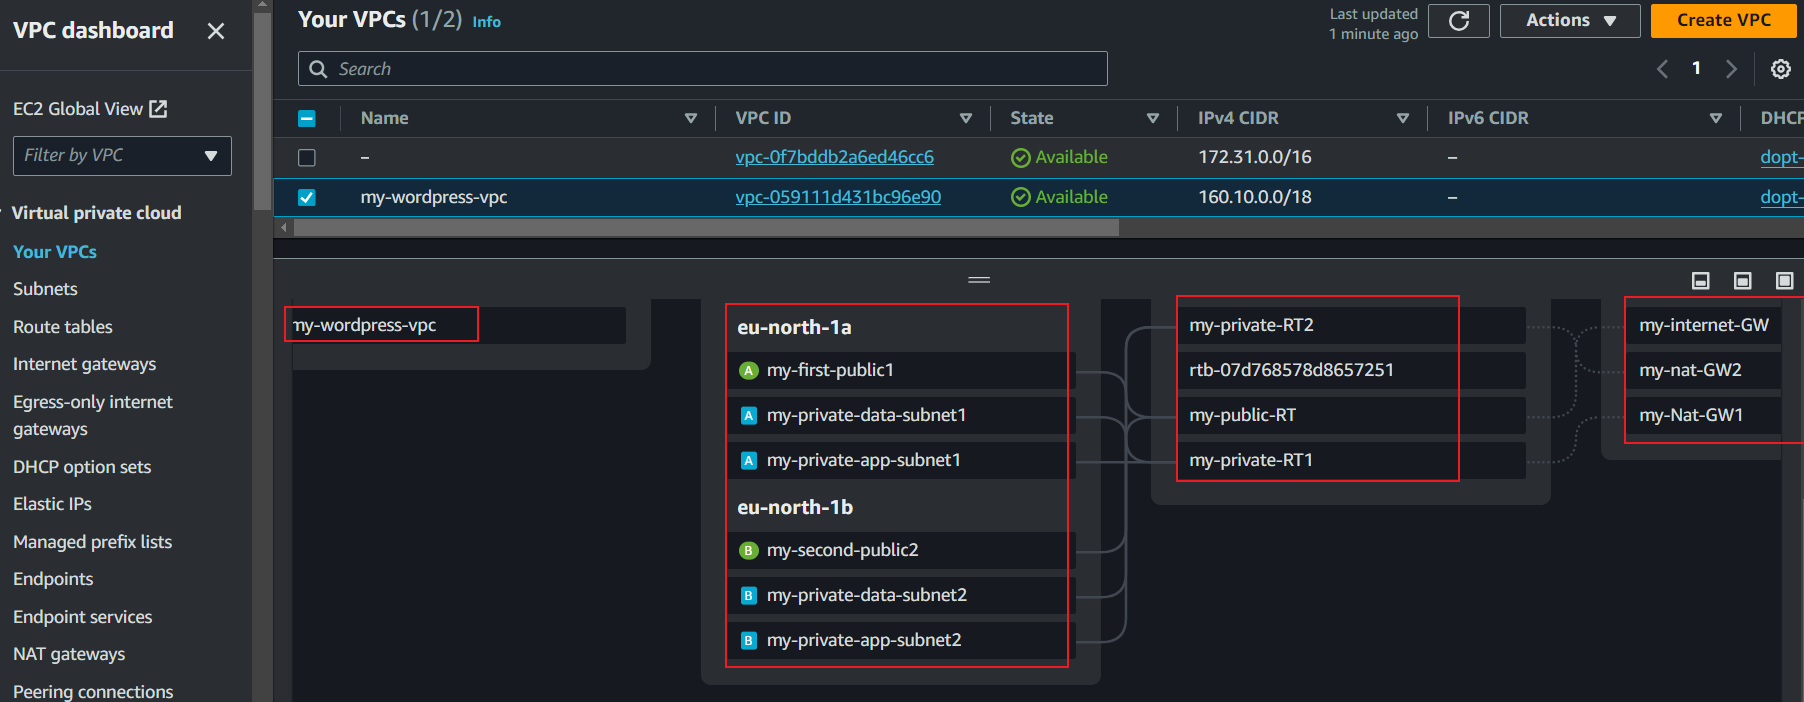 VPC dashboard
EC2 Global View
Filter by VPC
Virtual private cloud
Your VPCs
Subnets
Route tables
Internet gateways
Egress-only internet
gateways
DHCP option sets
Elastic IPs
Managed prefix lists
Endpoints
Endpoint services
NAT gateways
Peering connections
Your VPCs (1/2) Info
Last updated
1 minute ago
Actions
Create VPC
Search
1
Name VPC ID State IPv4 CIDR IPv6 CIDR DHCP
– vpc-0f7bddb2a6ed46cc6 Available 172.31.0.0/16 – dopt-
my-wordpress-vpc vpc-059111d431bc96e90 Available 160.10.0.0/18 – dopt-
my-wordpress-vpc
eu-north-1a
A my-first-public1
A my-private-data-subnet1
A my-private-app-subnet1
eu-north-1b
B my-second-public2
B my-private-data-subnet2
B my-private-app-subnet2
my-private-RT2
rtb-07d768578d8657251
my-public-RT
my-private-RT1
my-internet-GW
my-nat-GW2
my-Nat-GW1